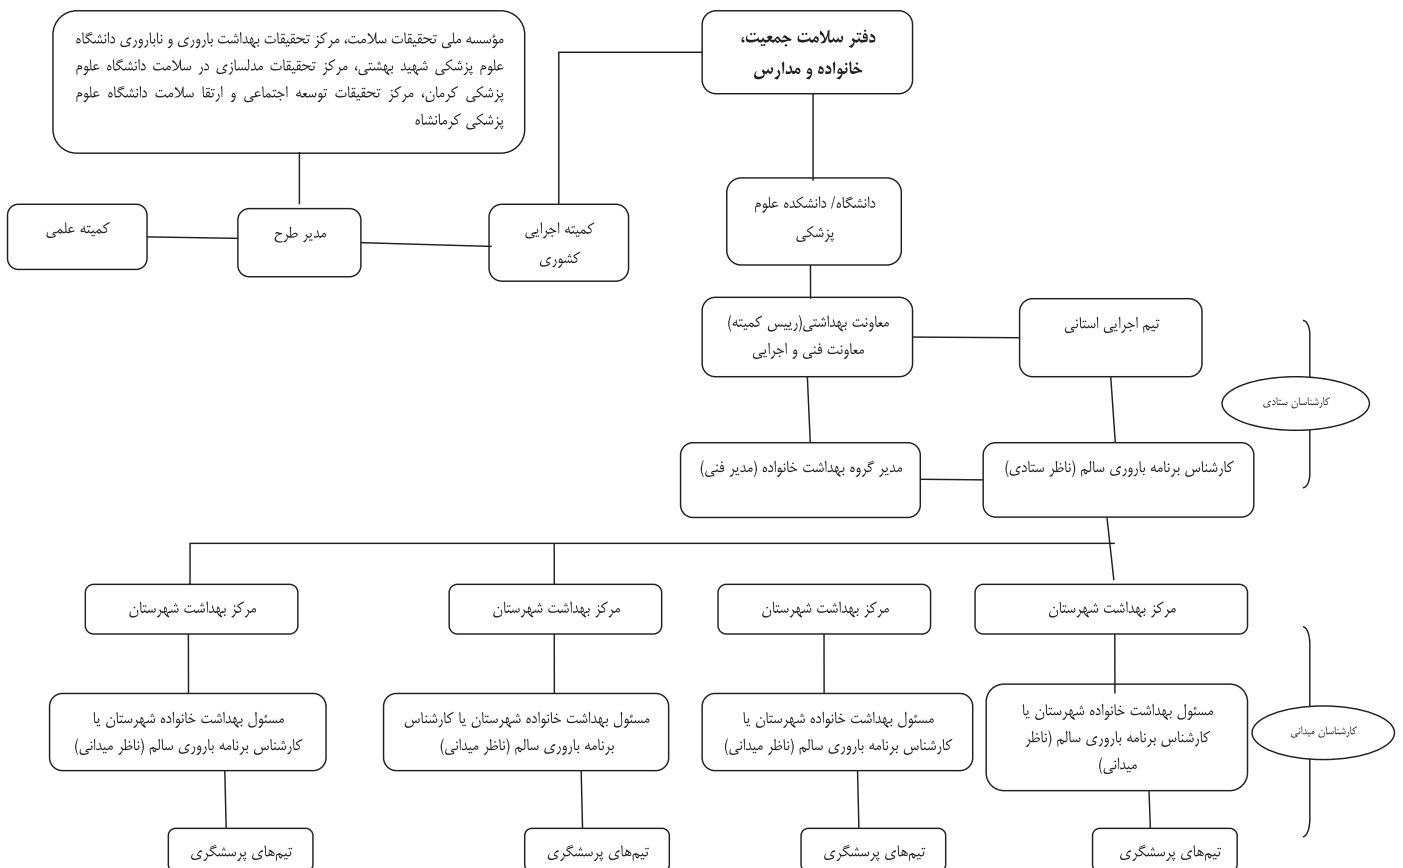 دفتر سلامت جمعیت،
خانواده و مدارس
مؤسسه ملی تحقیقات سلامت، مرکز تحقیقات بهداشت باروری و ناباروری دانشگاه
علوم پزشکی شهید بهشتی، مرکز تحقیقات مدلسازی در سلامت دانشگاه علوم
پزشکی کرمان، مرکز تحقیقات توسعه اجتماعی و ارتقا سلامت دانشگاه علوم
پزشکی کرمانشاه
دانشگاه/ دانشکده علوم
پزشکی
کمیته اجرایی
کشوری
مدیر طرح
کمیته علمی
تیم اجرایی استانی
معاونت بهداشتی(رییس کمیته)
معاونت فنی و اجرایی
کارشناسان ستادی
کارشناس برنامه باروری سالم (ناظر ستادی)
مدیر گروه بهداشت خانواده (مدیر فنی)
مرکز بهداشت شهرستان
مرکز بهداشت شهرستان
مرکز بهداشت شهرستان
مرکز بهداشت شهرستان
کارشناسان میدانی
مسئول بهداشت خانواده شهرستان یا
کارشناس برنامه باروری سالم (ناظر
میدانی)
مسئول بهداشت خانواده شهرستان یا
کارشناس برنامه باروری سالم (ناظر میدانی)
مسئول بهداشت خانواده شهرستان یا کارشناس
برنامه باروری سالم (ناظر میدانی)
مسئول بهداشت خانواده شهرستان یا
کارشناس برنامه باروری سالم (ناظر میدانی)
تیم‌های پرسشگری
تیم‌های پرسشگری
تیم‌های پرسشگری
تیم‌های پرسشگری